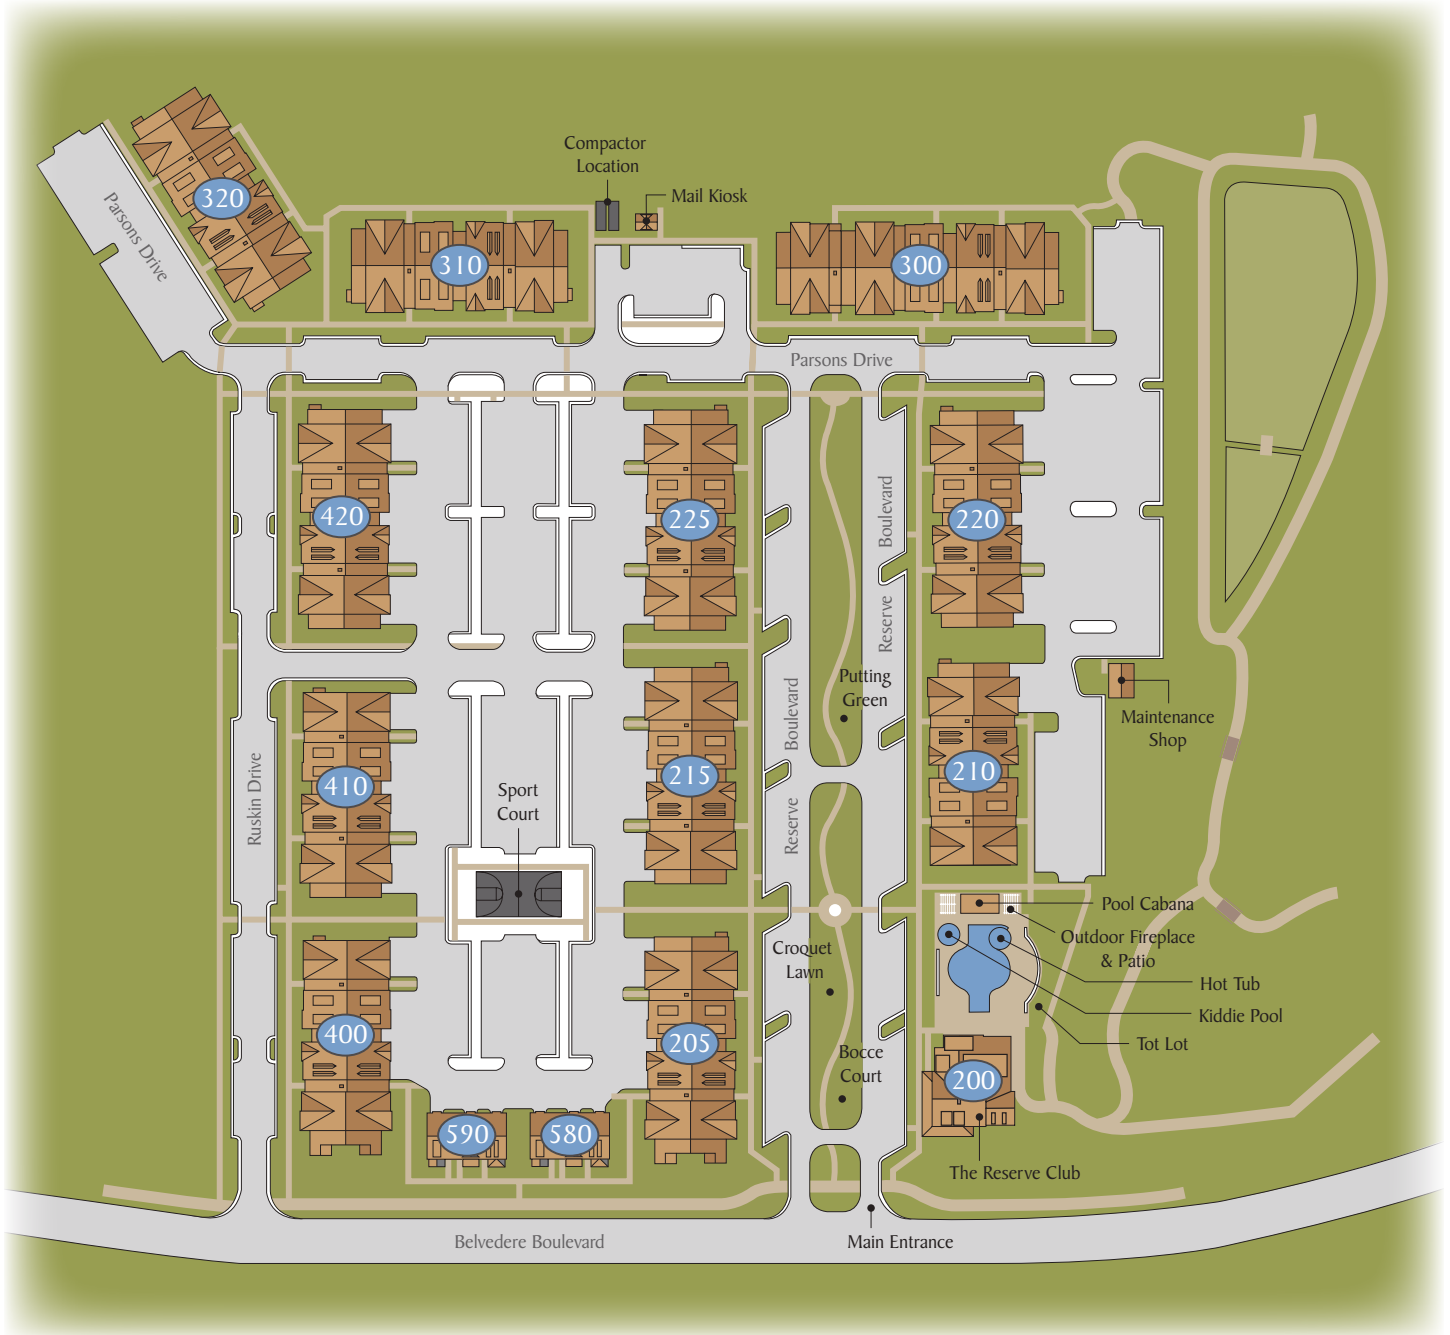 Compactor
Location
Mail Kiosk
320
Parsons Drive
310
300
Parsons Drive
420
225
220
Boulevard
Reserve
Putting
Green
Boulevard
Reserve
Maintenance
Shop
Ruskin Drive
410
215
210
Sport
Court
Pool Cabana
Outdoor Fireplace
& Patio
Croquet
Lawn
Hot Tub
Kiddie Pool
Tot Lot
400
205
Bocce
Court
200
590
580
The Reserve Club
Belvedere Boulevard
Main Entrance